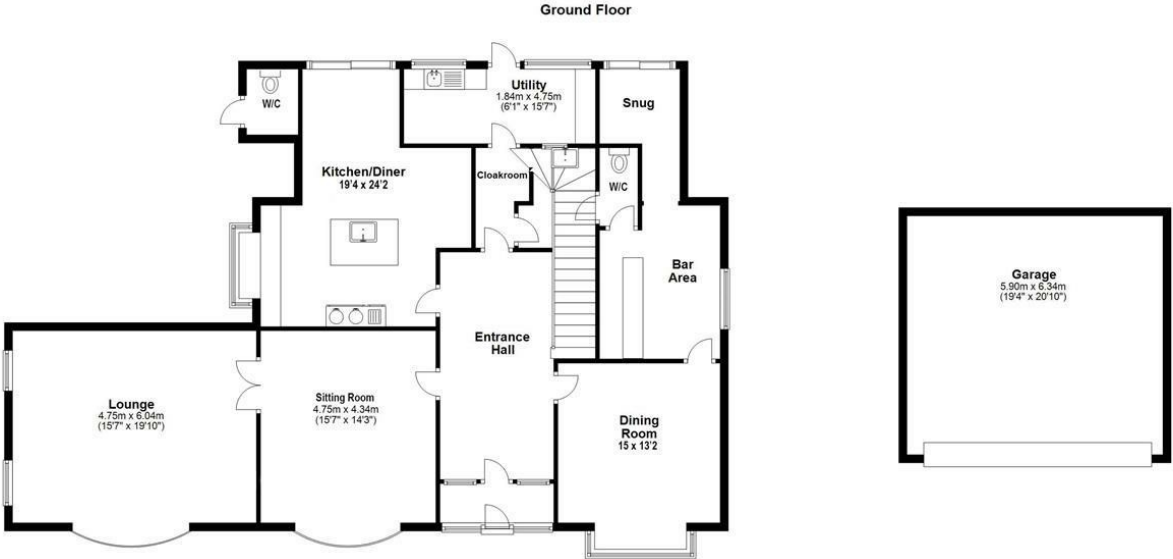 Ground Floor
W/C
Utility
1.84m x 4.75m
(6'1" x 15'7")
Snug
Kitchen/Diner
19'4 x 24'2
Cloakroom
W/C
Bar
Area
Garage
5.90m x 6.34m
(19'4" x 20'10")
Entrance
Hall
Lounge
4.75m x 6.04m
(15'7" x 19'10")
Sitting Room
4.75m x 4.34m
(15'7" x 14'3")
Dining
Room
15 x 13'2